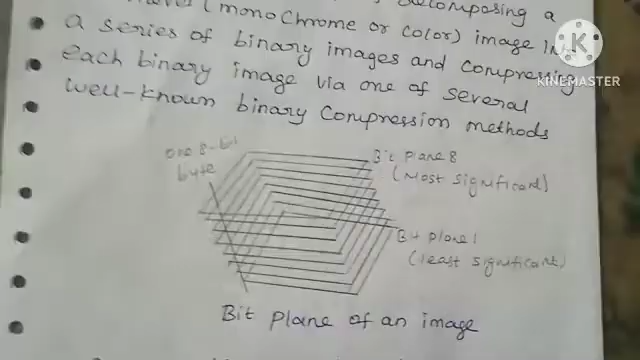 decomposing a
(monochrome or color) image in
a series of binary images and compressing
each binary image via one of several
well-known binary compression methods
KINEMASTER
one 8-bit
byte
Bit plane 8
(Most significant)
Bit plane 1
(least significant)
Bit plane of an image